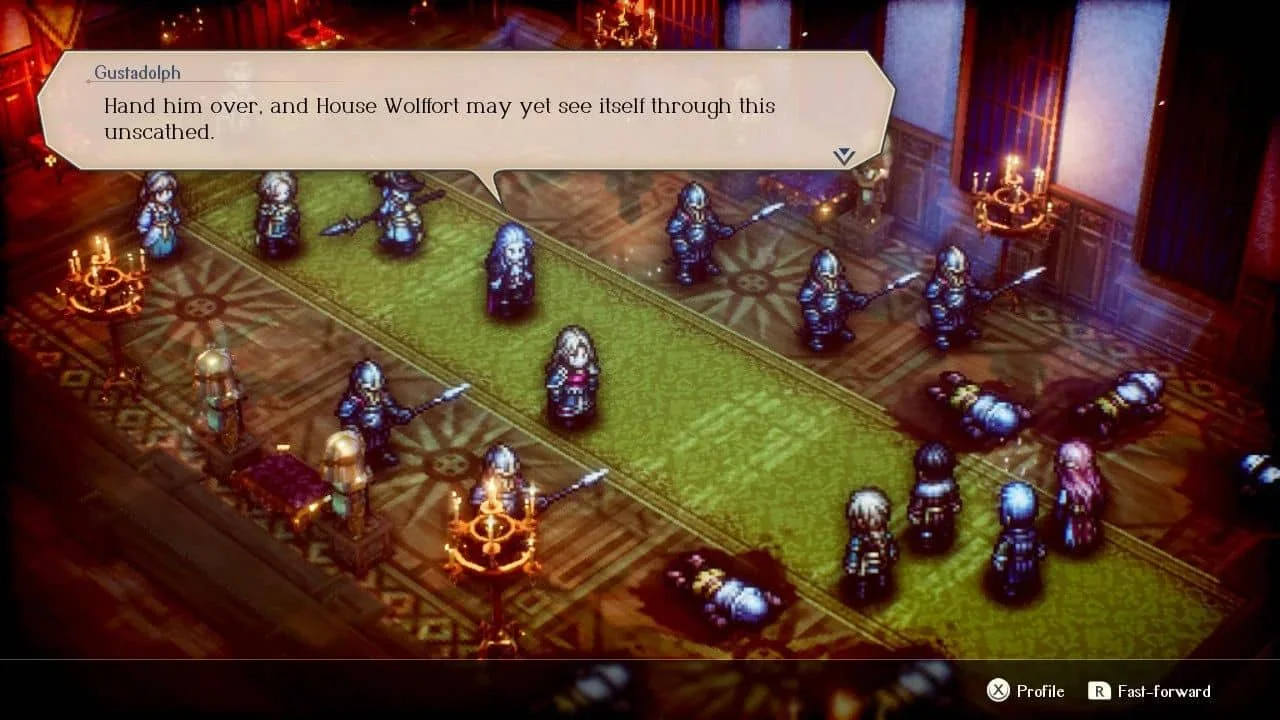 Gustadolph
Hand him over, and House Wolffort may yet see itself through this
unscathed.
X Profile R Fast-forward